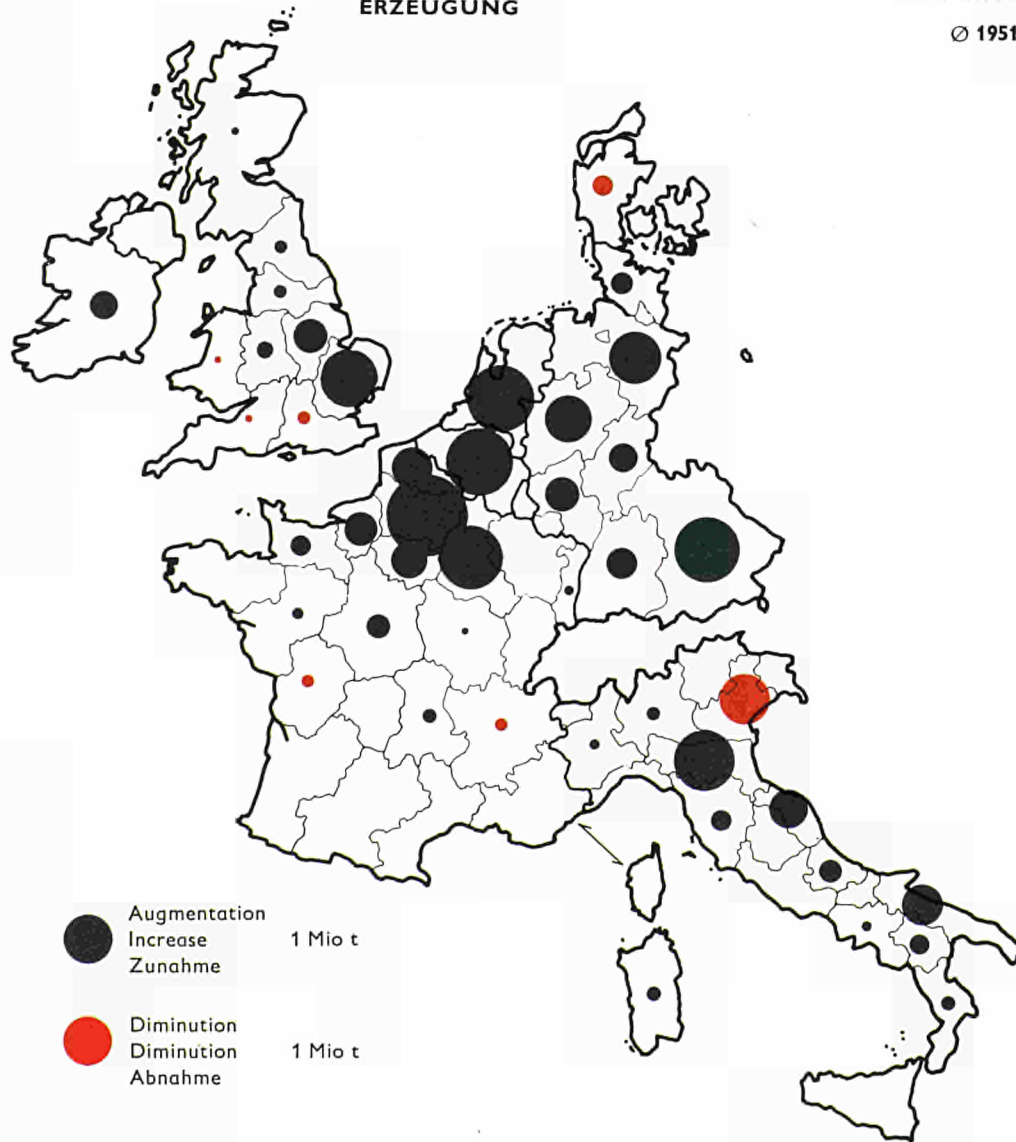 ERZEUGUNG
Ø 1951
Augmentation
Increase 1 Mio t
Zunahme
Diminution
Diminution 1 Mio t
Abnahme